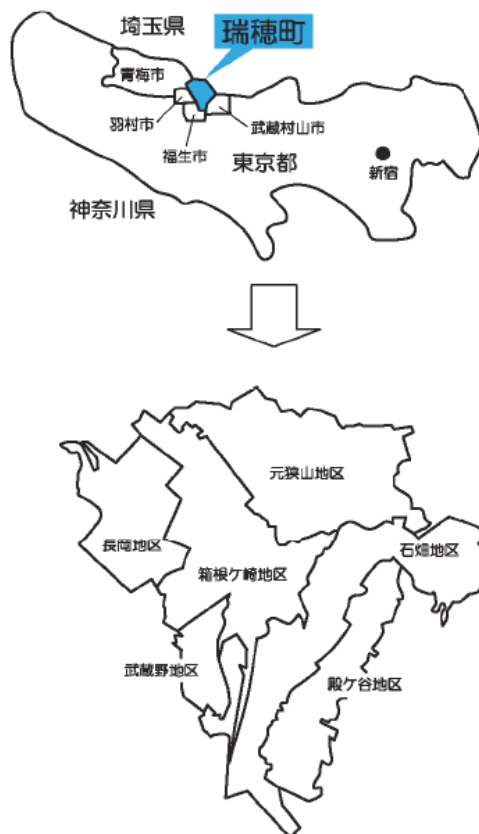 埼玉県
瑞穂町
青梅市
羽村市
武蔵村山市
福生市
東京都
新宿
神奈川県
元狭山地区
長岡地区
石畑地区
箱根ケ崎地区
武蔵野地区
殿ケ谷地区